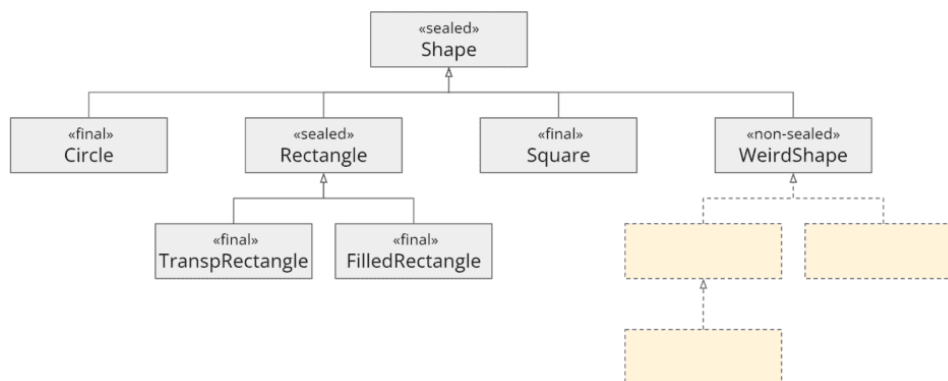 «sealed»
Shape
«final»
Circle
«sealed»
Rectangle
«final»
Square
«non-sealed»
WeirdShape
«final»
TranspRectangle
«final»
FilledRectangle